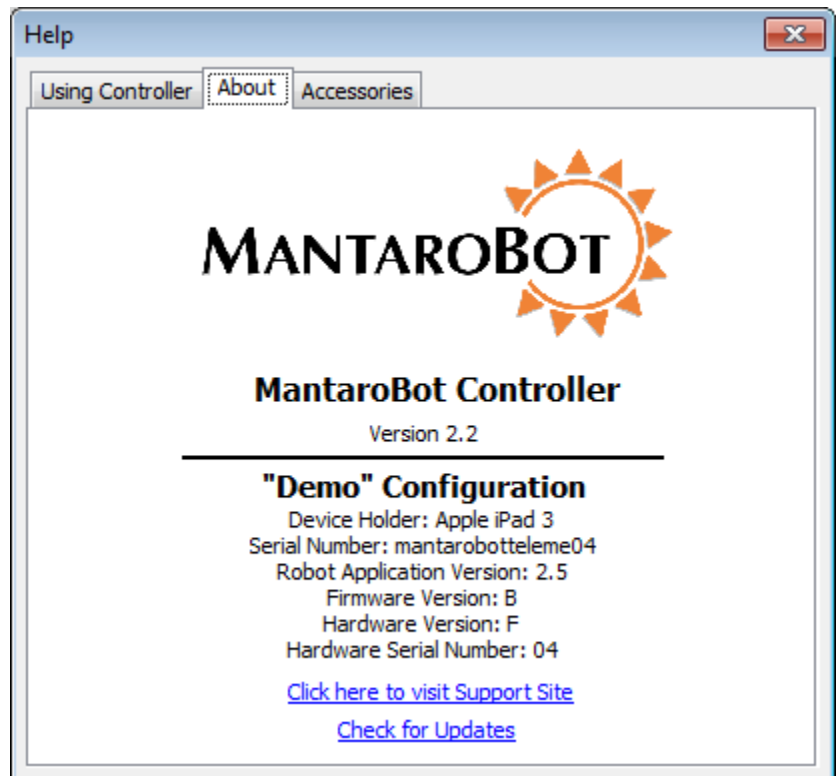 Help
Using Controller About Accessories
MANTAROBOT
MantaroBot Controller
Version 2.2
"Demo" Configuration
Device Holder: Apple iPad 3
Serial Number: mantarobotteleme04
Robot Application Version: 2.5
Firmware Version: B
Hardware Version: F
Hardware Serial Number: 04
Click here to visit Support Site
Check for Updates